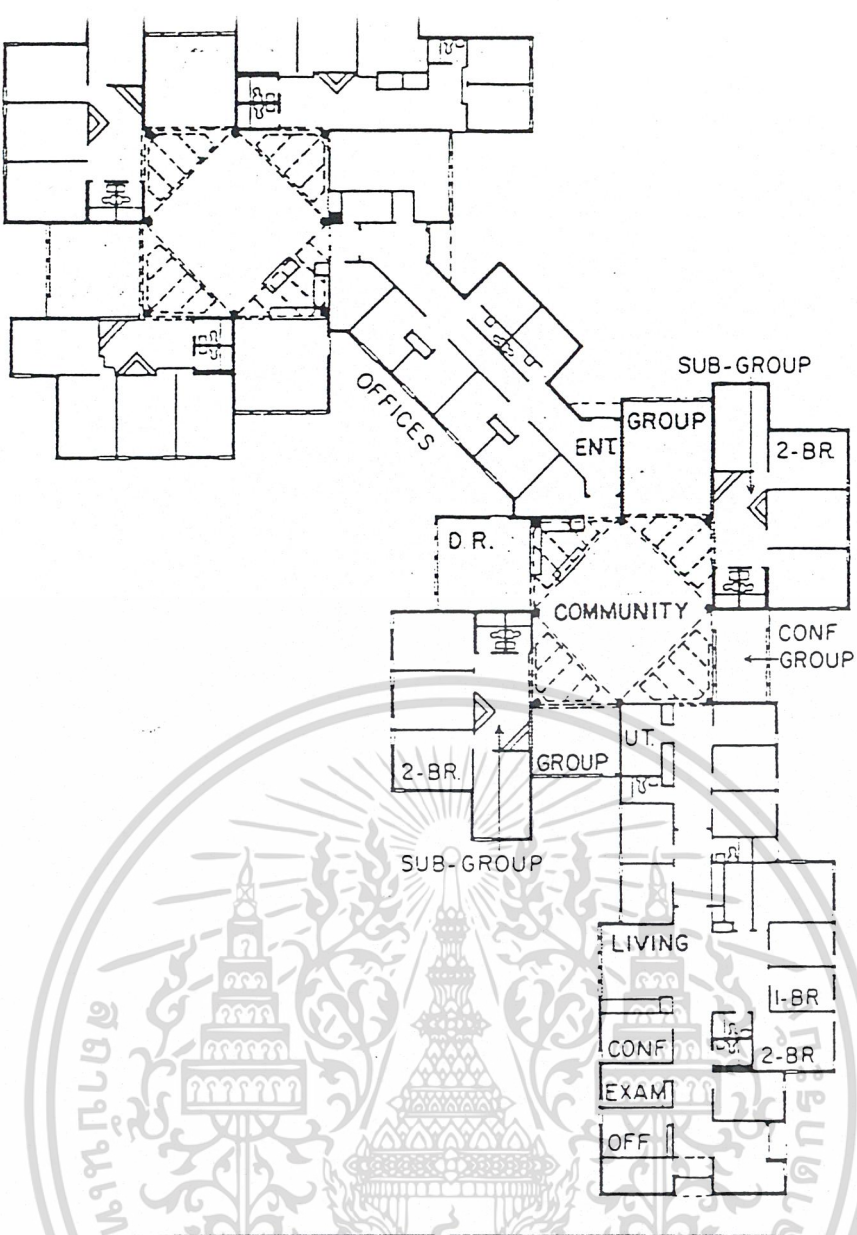 SUB-GROUP
OFFICES
ENT.
GROUP
2-BR.
D.R.
COMMUNITY
CONF
GROUP
UT.
2-BR.
GROUP
SUB-GROUP
LIVING
1-BR
CONF
2-BR
EXAM
OFF